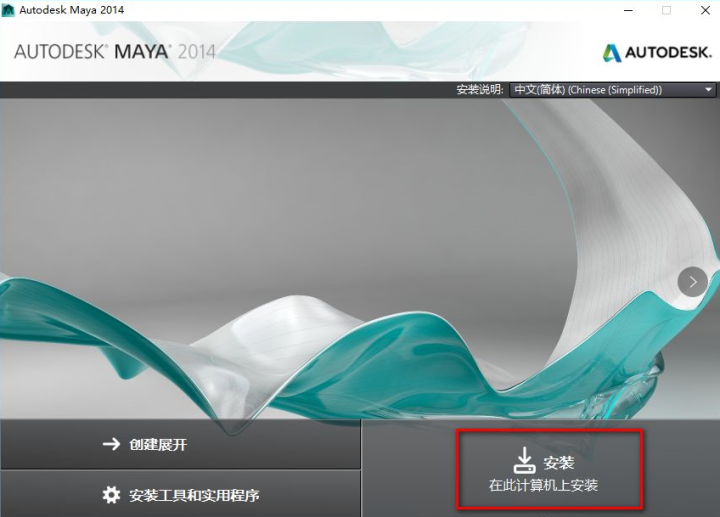 Autodesk Maya 2014
AUTODESK® MAYA® 2014
AUTODESK.
安装说明: 中文(简体) (Chinese (Simplified))
创建展开
安装工具和实用程序
安装
在此计算机上安装